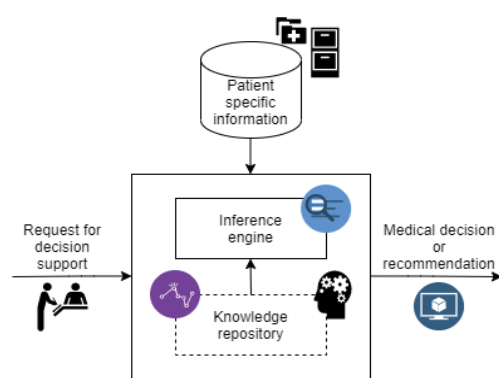 Patient
specific
information
Request for
decision
support
Inference
engine
Medical decision
or
recommendation
Knowledge
repository